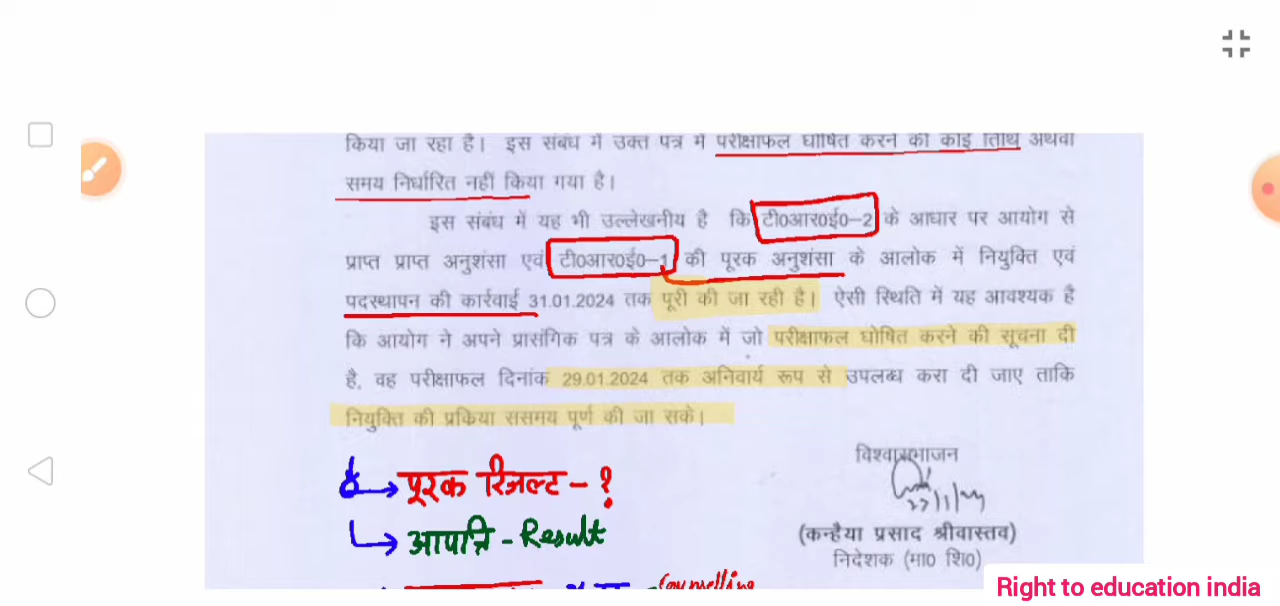 किया जा रहा है। इस संबंध में उक्त पत्र में परीक्षाफल घोषित करने की कोई तिथि अथवा
समय निर्धारित नहीं किया गया है।
इस संबंध में यह भी उल्लेखनीय है कि टी0आर0ई0-2 के आधार पर आयोग से
प्राप्त प्राप्त अनुशंसा एवं टी0आर0ई0-1 की पूरक अनुशंसा के आलोक में नियुक्ति एवं
पदस्थापन की कार्रवाई 31.01.2024 तक पूरी की जा रही है। ऐसी स्थिति में यह आवश्यक है
कि आयोग ने अपने प्रासंगिक पत्र के आलोक में जो परीक्षाफल घोषित करने की सूचना दी
है, वह परीक्षाफल दिनांक 29.01.2024 तक अनिवार्य रूप से उपलब्ध करा दी जाए ताकि
नियुक्ति की प्रकिया ससमय पूर्ण की जा सके।
विश्वासभाजन
पूरक रिजल्ट - ?
(कन्हैया प्रसाद श्रीवास्तव)
आपत्ति - Result
निदेशक (मा0 शि0)
Counselling
Right to education india